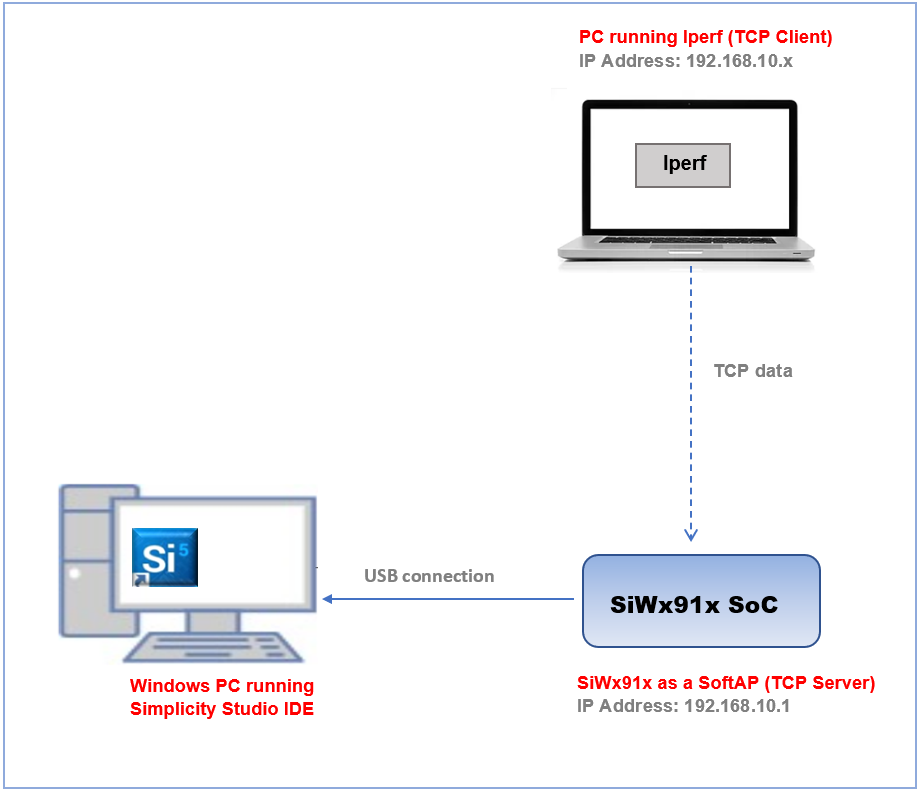 PC running Iperf (TCP Client)
IP Address: 192.168.10.x
Iperf
TCP data
Si 5
USB connection
SiWx91x SoC
Windows PC running
Simplicity Studio IDE
SiWx91x as a SoftAP (TCP Server)
IP Address: 192.168.10.1